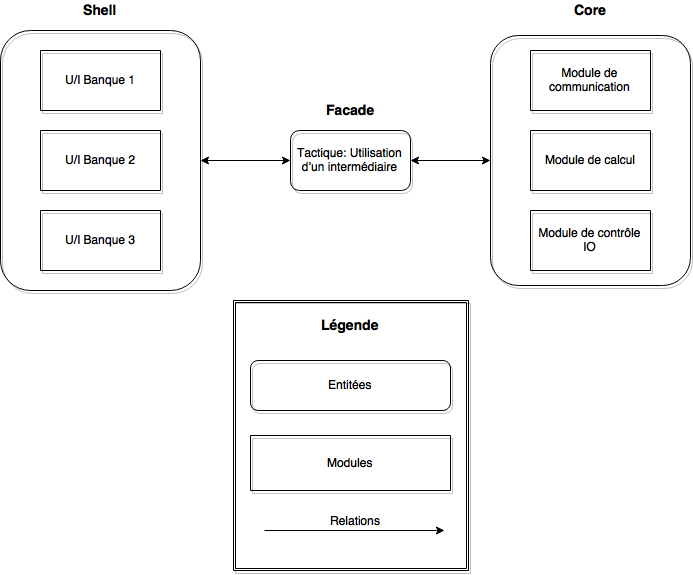 Shell
Core
U/I Banque 1
U/I Banque 2
U/I Banque 3
Facade
Tactique: Utilisation
d'un intermédiaire
Module de
communication
Module de calcul
Module de contrôle
IO
Légende
Entitées
Modules
Relations